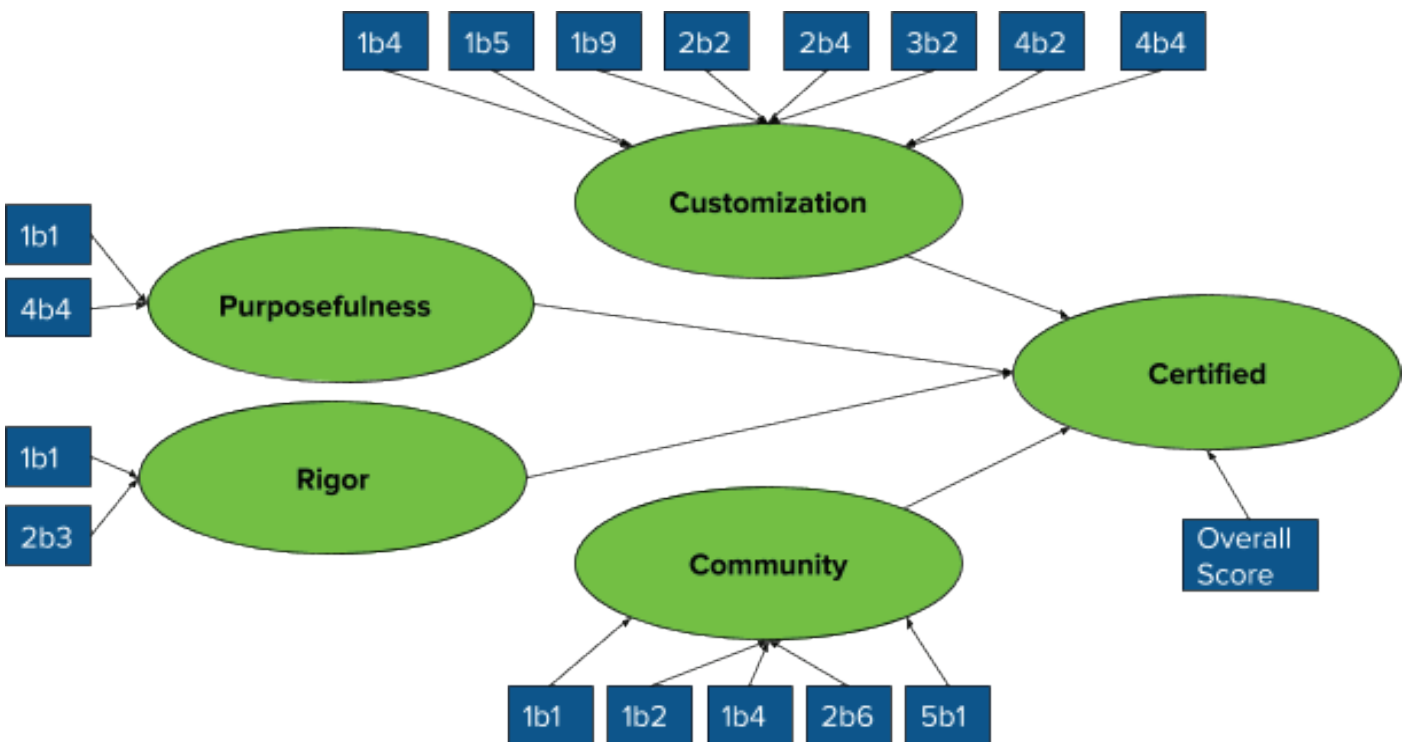 1b4
1b5
1b9
2b2
2b4
3b2
4b2
4b4
Customization
1b1
4b4
Purposefulness
Certified
1b1
2b3
Rigor
Community
Overall
Score
1b1
1b2
1b4
2b6
5b1